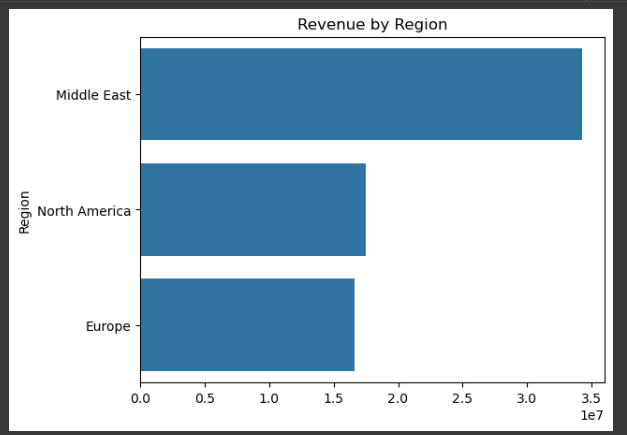 Revenue by Region
Middle East
North America
Europe
Region
0.0 0.5 1.0 1.5 2.0 2.5 3.0 3.5
1e7